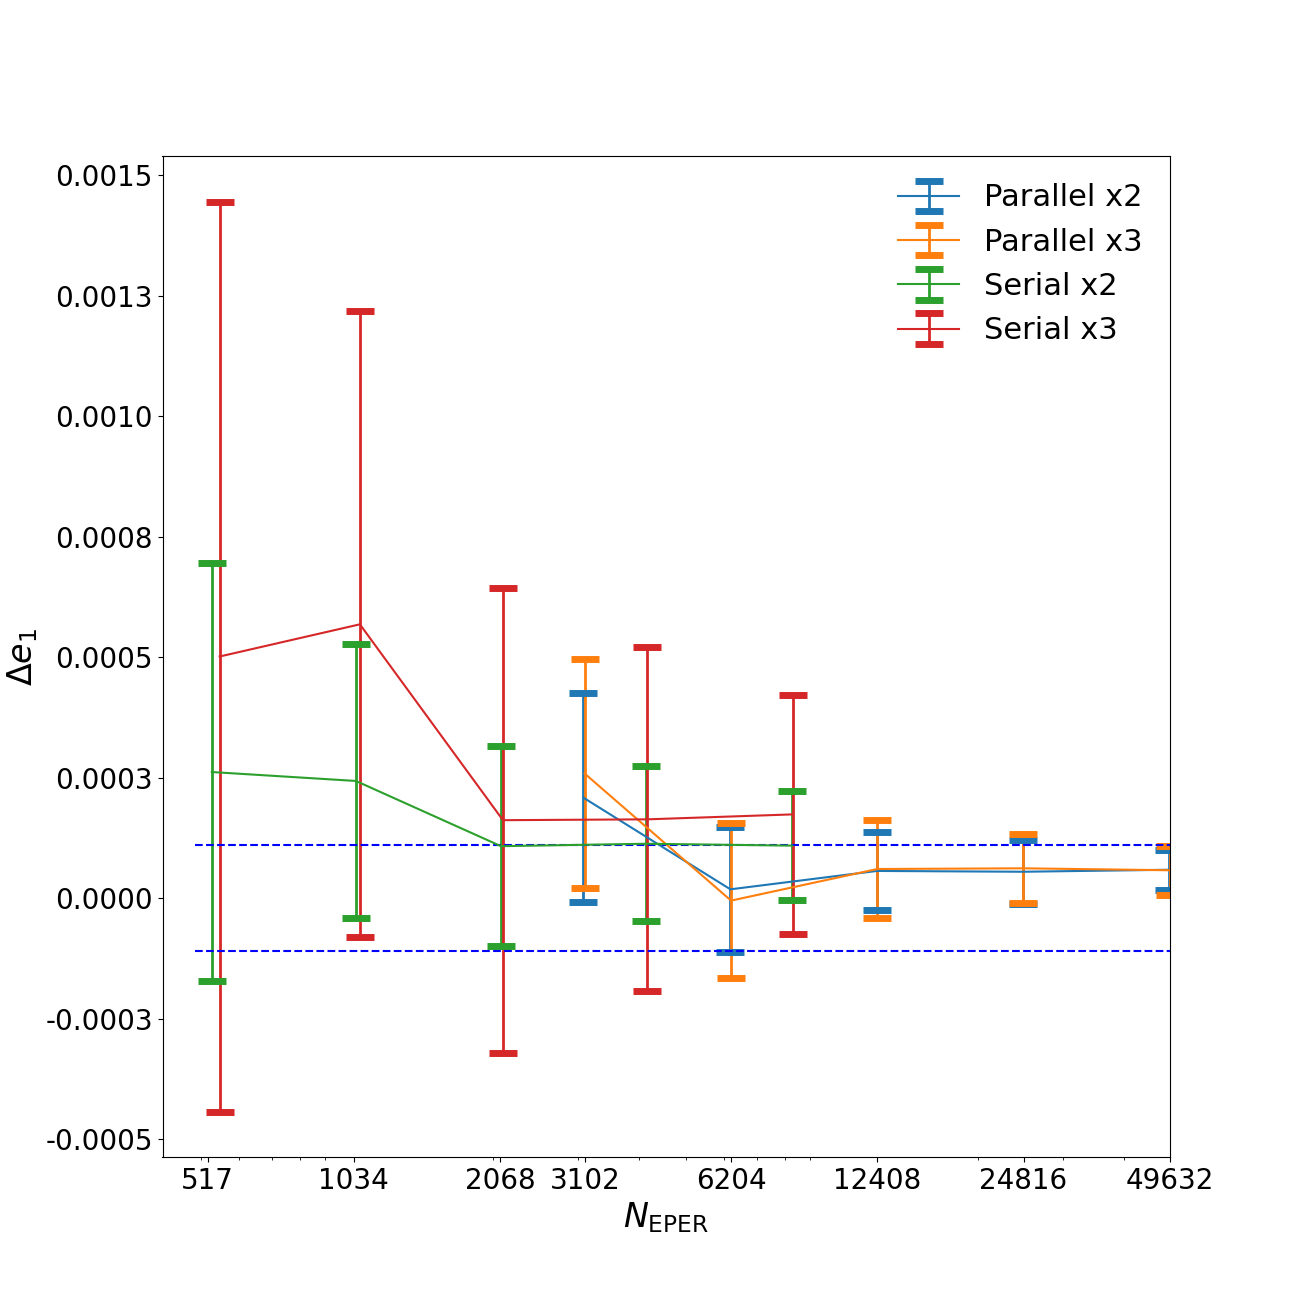 0.0015
0.0013
0.0010
0.0008
0.0005
0.0003
0.0000
-0.0003
-0.0005
Δe₁
Parallel x2
Parallel x3
Serial x2
Serial x3
517 1034 2068 3102 6204 12408 24816 49632
N_EPER